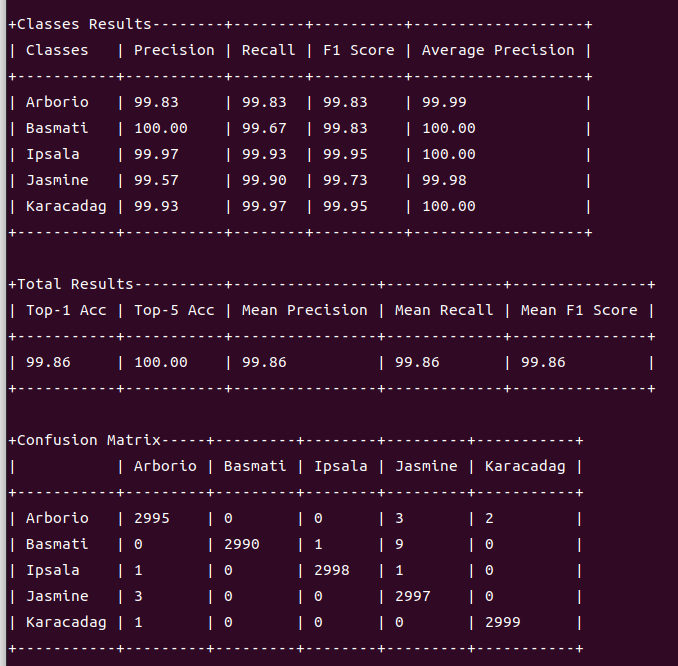 +Classes Results--------+--------+----------+-------------------+
| Classes   | Precision | Recall | F1 Score | Average Precision |
+-----------+-----------+--------+----------+-------------------+
| Arborio   | 99.83     | 99.83  | 99.83    | 99.99             |
| Basmati   | 100.00    | 99.67  | 99.83    | 100.00            |
| Ipsala    | 99.97     | 99.93  | 99.95    | 100.00            |
| Jasmine   | 99.57     | 99.90  | 99.73    | 99.98             |
| Karacadag | 99.93     | 99.97  | 99.95    | 100.00            |
+-----------+-----------+--------+----------+-------------------+
+Total Results----------+----------------+-------------+---------------+
| Top-1 Acc | Top-5 Acc | Mean Precision | Mean Recall | Mean F1 Score |
+-----------+-----------+----------------+-------------+---------------+
| 99.86     | 100.00    | 99.86          | 99.86       | 99.86         |
+-----------+-----------+----------------+-------------+---------------+
+Confusion Matrix-----+---------+--------+---------+-----------+
|           | Arborio | Basmati | Ipsala | Jasmine | Karacadag |
+-----------+---------+---------+--------+---------+-----------+
| Arborio   | 2995    | 0       | 0      | 3       | 2         |
| Basmati   | 0       | 2990    | 1      | 9       | 0         |
| Ipsala    | 1       | 0       | 2998   | 1       | 0         |
| Jasmine   | 3       | 0       | 0      | 2997    | 0         |
| Karacadag | 1       | 0       | 0      | 0       | 2999      |
+-----------+---------+---------+--------+---------+-----------+